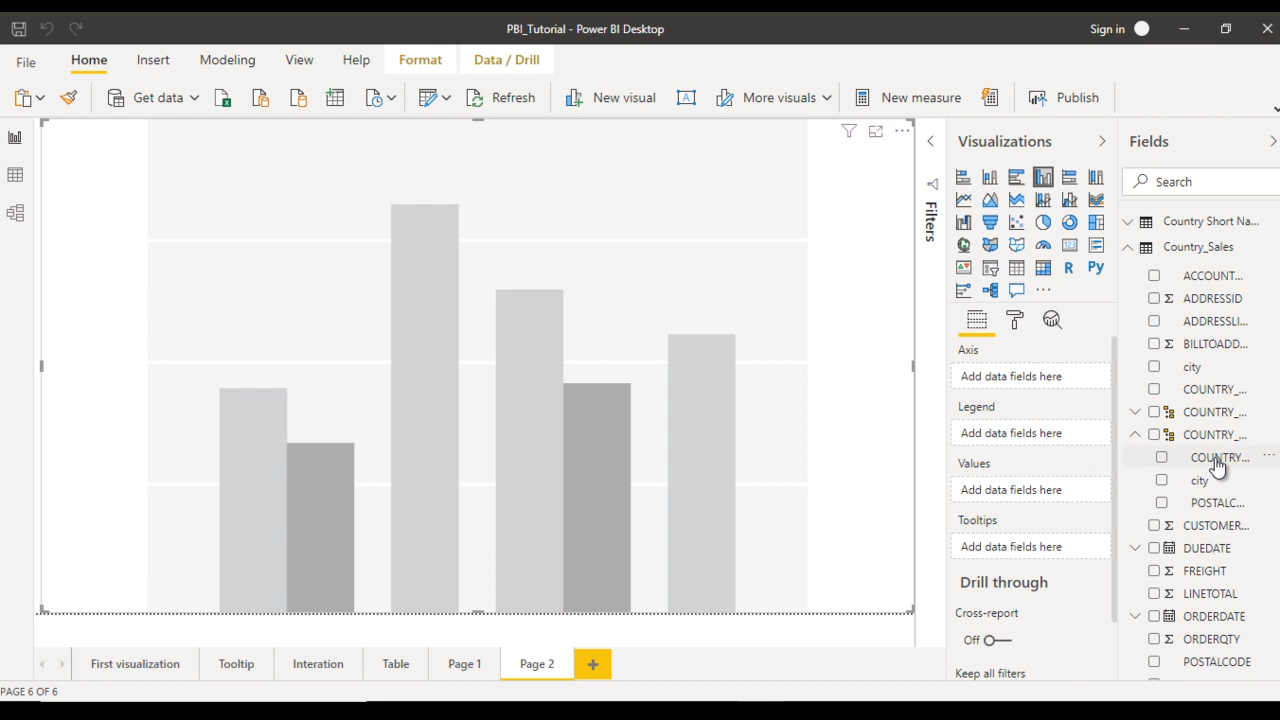 PBI_Tutorial - Power BI Desktop
Sign in
File
Home
Insert
Modeling
View
Help
Format
Data / Drill
Get data
Refresh
New visual
More visuals
New measure
Publish
Filters
Visualizations
R
Py
Axis
Add data fields here
Legend
Add data fields here
Values
Add data fields here
Tooltips
Add data fields here
Drill through
Cross-report
Off
Keep all filters
Fields
Search
Country Short Na...
Country_Sales
ACCOUNT...
ADDRESSID
ADDRESSLI...
BILLTOADD...
city
COUNTRY_...
COUNTRY_...
COUNTRY_...
COUNTRY...
city
POSTALC...
CUSTOMER...
DUEDATE
FREIGHT
LINETOTAL
ORDERDATE
ORDERQTY
POSTALCODE
First visualization
Tooltip
Interation
Table
Page 1
Page 2
PAGE 6 OF 6